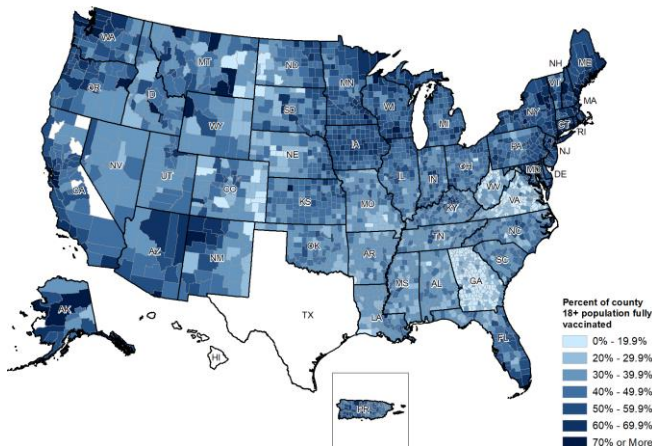 WA
MT
ND
MN
OR
ID
SD
WI
WY
MI
NH
VT
ME
NY
MA
CT
RI
PA
NJ
MD
DE
NV
UT
CO
NE
IA
IL
IN
OH
WV
VA
CA
KS
MO
KY
AZ
NM
OK
AR
TN
NC
SC
MS
AL
GA
TX
LA
FL
AK
HI
PR
Percent of county
18+ population fully
vaccinated
0% - 19.9%
20% - 29.9%
30% - 39.9%
40% - 49.9%
50% - 59.9%
60% - 69.9%
70% or More